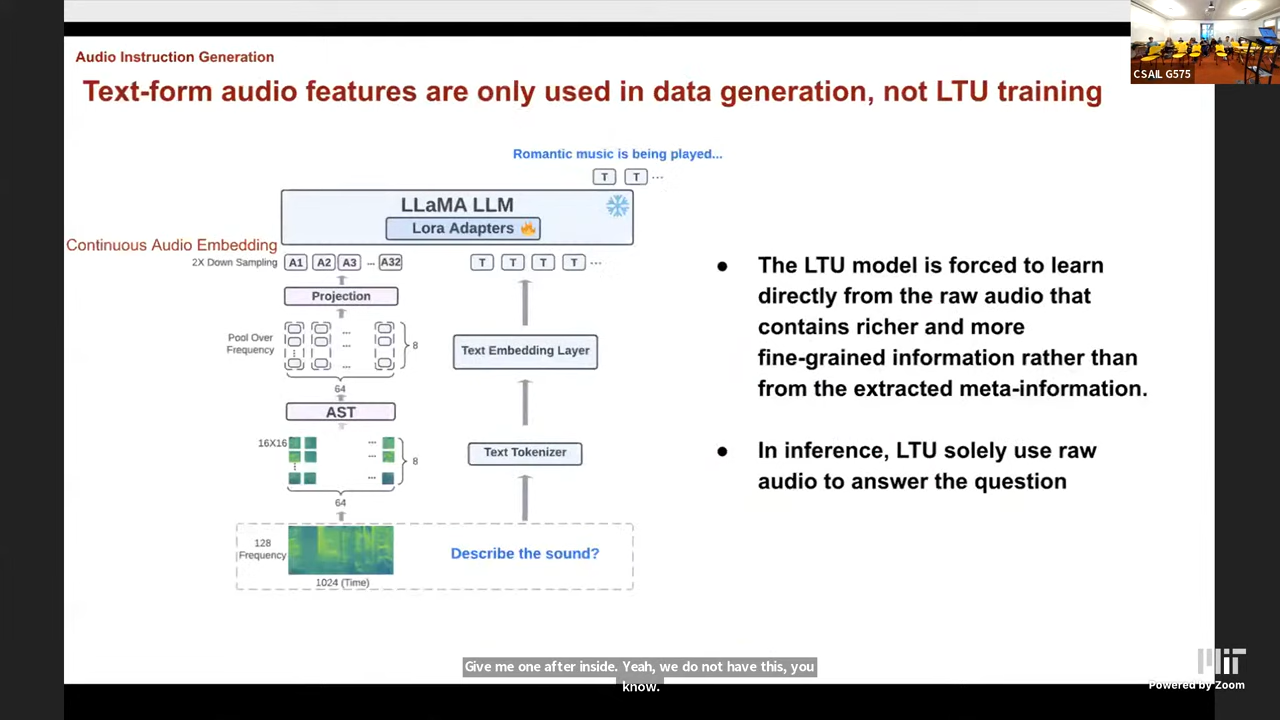 CSAIL G575
Audio Instruction Generation
Text-form audio features are only used in data generation, not LTU training
Romantic music is being played...
T T ...
LLaMA LLM
Lora Adapters
Continuous Audio Embedding
2X Down Sampling A1 A2 A3 ... A32
T T T T ...
Projection
Pool Over
Frequency
... 
8
64
AST
16X16
...
8
64
Text Embedding Layer
Text Tokenizer
128
Frequency
1024 (Time)
Describe the sound?
● The LTU model is forced to learn
directly from the raw audio that
contains richer and more
fine-grained information rather than
from the extracted meta-information.
● In inference, LTU solely use raw
audio to answer the question
Give me one after inside. Yeah, we do not have this, you
know.
MIT
Powered by Zoom